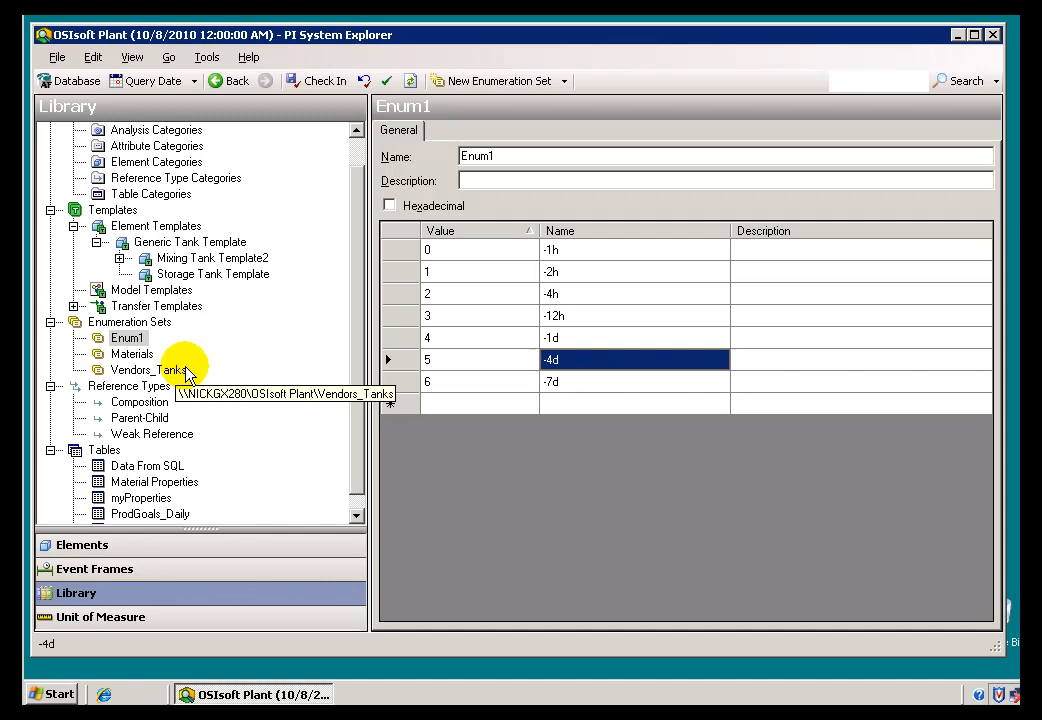 OSIsoft Plant (10/8/2010 12:00:00 AM) - PI System Explorer
File Edit View Go Tools Help
Database Query Date Back Check In New Enumeration Set Search
Library
Analysis Categories
Attribute Categories
Element Categories
Reference Type Categories
Table Categories
Templates
Element Templates
Generic Tank Template
Mixing Tank Template2
Storage Tank Template
Model Templates
Transfer Templates
Enumeration Sets
Enum1
Materials
Vendors_Tanks
\\NICKGX280\OSIsoft Plant\Vendors_Tanks
Reference Types
Composition
Parent-Child
Weak Reference
Tables
Data From SQL
Material Properties
myProperties
ProdGoals_Daily
Elements
Event Frames
Library
Unit of Measure
Enum1
General
Name: Enum1
Description:
Hexadecimal
Value Name Description
0 -1h
1 -2h
2 -4h
3 -12h
4 -1d
5 -4d
6 -7d
-4d
Start OSIsoft Plant (10/8/2...